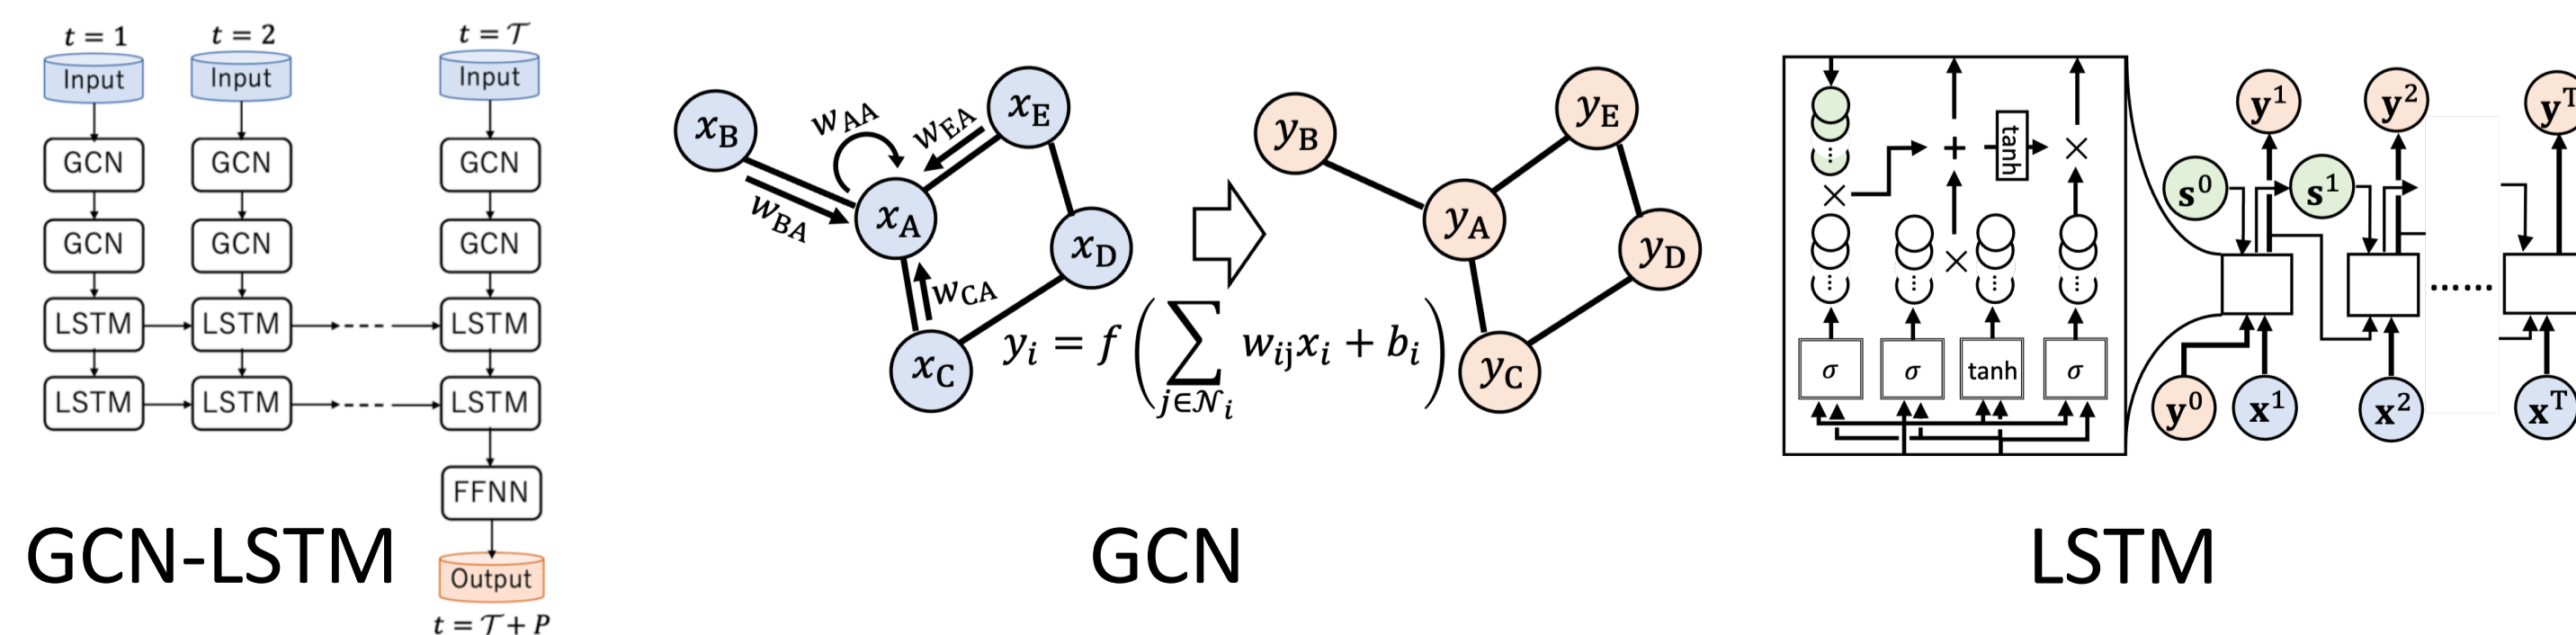 t = 1
t = 2
t = 𝒯
Input
Input
Input
GCN
GCN
GCN
GCN
GCN
GCN
LSTM
LSTM
LSTM
LSTM
LSTM
LSTM
FFNN
Output
t = 𝒯 + P
GCN-LSTM
x_B
w_AA
w_EA
x_E
w_BA
x_A
x_D
w_CA
x_C
y_i = f(∑_{j∈𝒩_i} w_ij x_i + b_i)
y_B
y_E
y_A
y_D
y_C
GCN
⋮
×
+
tanh
×
×
⋮
⋮
⋮
⋮
σ
σ
tanh
σ
y^1
y^2
y^T
s^0
s^1
......
y^0
x^1
x^2
x^T
LSTM